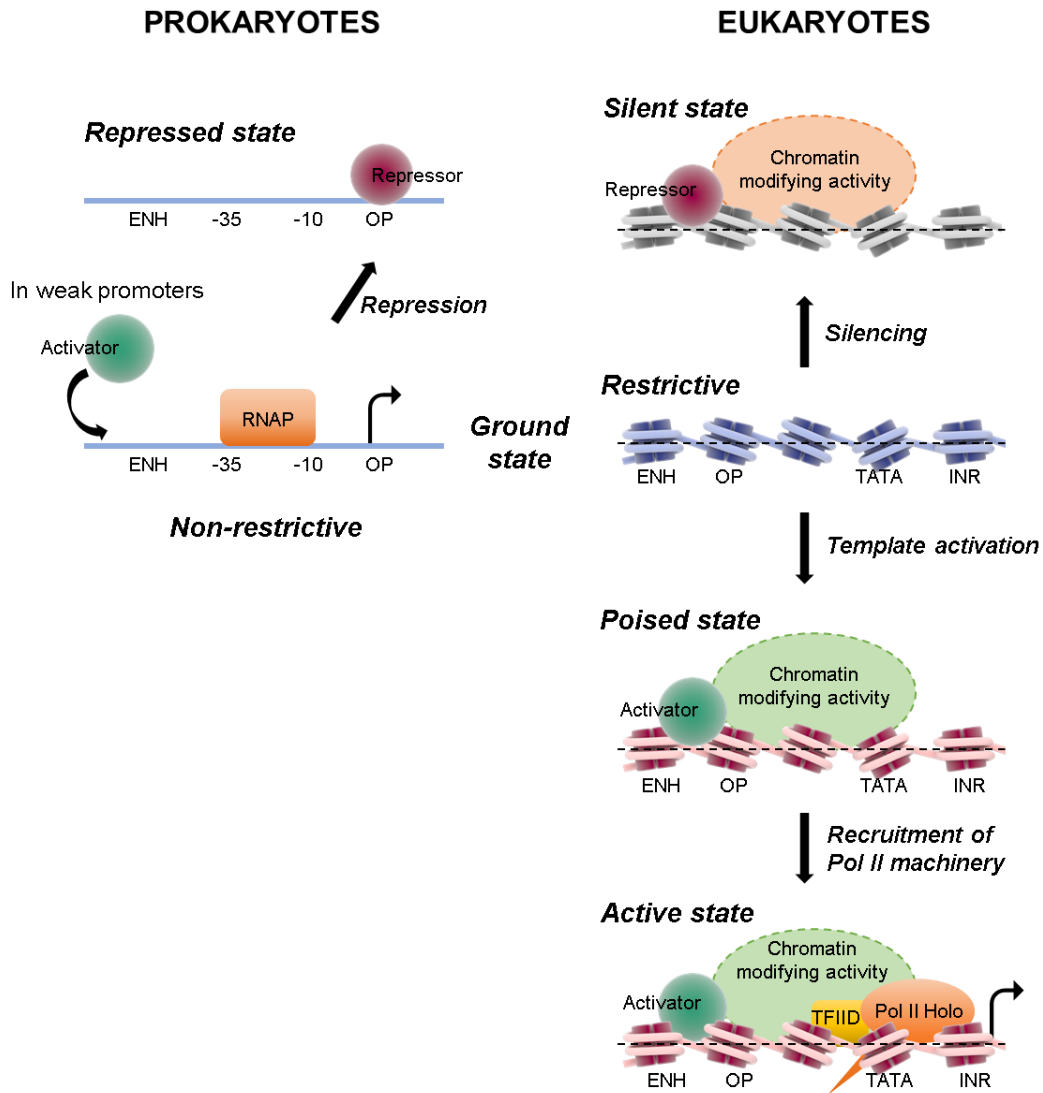 PROKARYOTES
Repressed state
Repressor
ENH -35 -10 OP
In weak promoters
Repression
Activator
RNAP
ENH -35 -10 OP
Ground
state
Non-restrictive
EUKARYOTES
Silent state
Chromatin
modifying activity
Repressor
Silencing
Restrictive
ENH OP TATA INR
Template activation
Poised state
Chromatin
modifying activity
Activator
ENH OP TATA INR
Recruitment of
Pol II machinery
Active state
Chromatin
modifying activity
Activator
TFIID Pol II Holo
ENH OP TATA INR